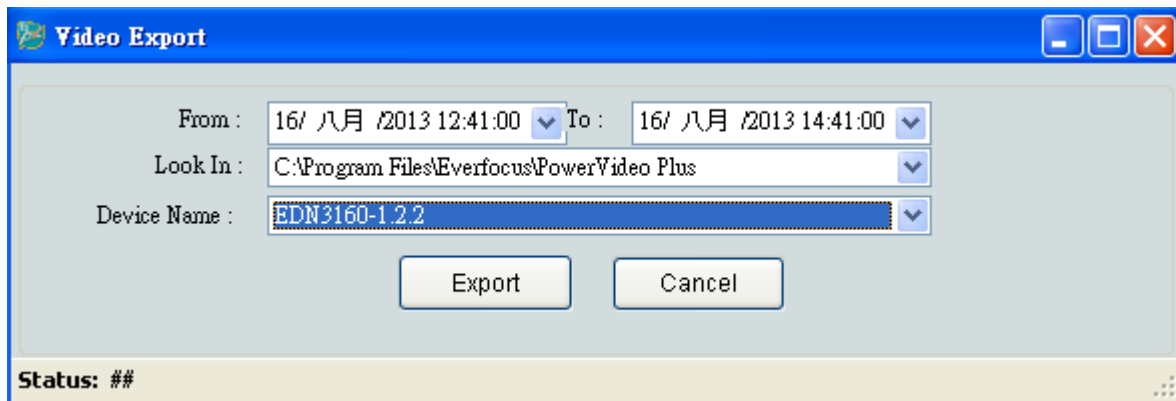 Video Export
From : 16/ 八月 /2013 12:41:00 To : 16/ 八月 /2013 14:41:00
Look In : C:\Program Files\Everfocus\PowerVideo Plus
Device Name : EDN3160-1.2.2
Export Cancel
Status: ##